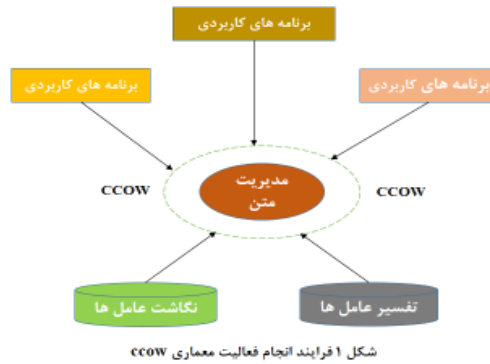 برنامه های کاربردی
برنامه های کاربردی
برنامه های کاربردی
CCOW
مدیریت
متن
CCOW
نگاشت عامل ها
تفسیر عامل ها
شکل ۱ فرایند انجام فعالیت معماری ccow